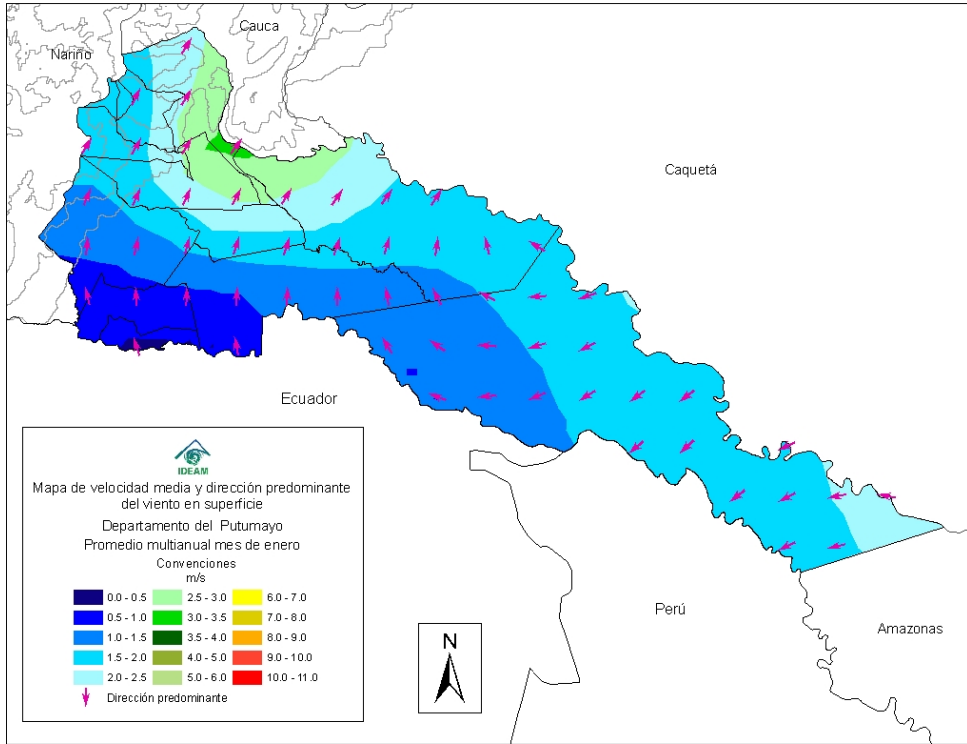 Cauca
Nariño
Caquetá
Ecuador
Perú
Amazonas
N
IDEAM
Mapa de velocidad media y dirección predominante
del viento en superficie
Departamento del Putumayo
Promedio multianual mes de enero
Convenciones
m/s
0.0 - 0.5 2.5 - 3.0 6.0 - 7.0
0.5 - 1.0 3.0 - 3.5 7.0 - 8.0
1.0 - 1.5 3.5 - 4.0 8.0 - 9.0
1.5 - 2.0 4.0 - 5.0 9.0 - 10.0
2.0 - 2.5 5.0 - 6.0 10.0 - 11.0
Dirección predominante